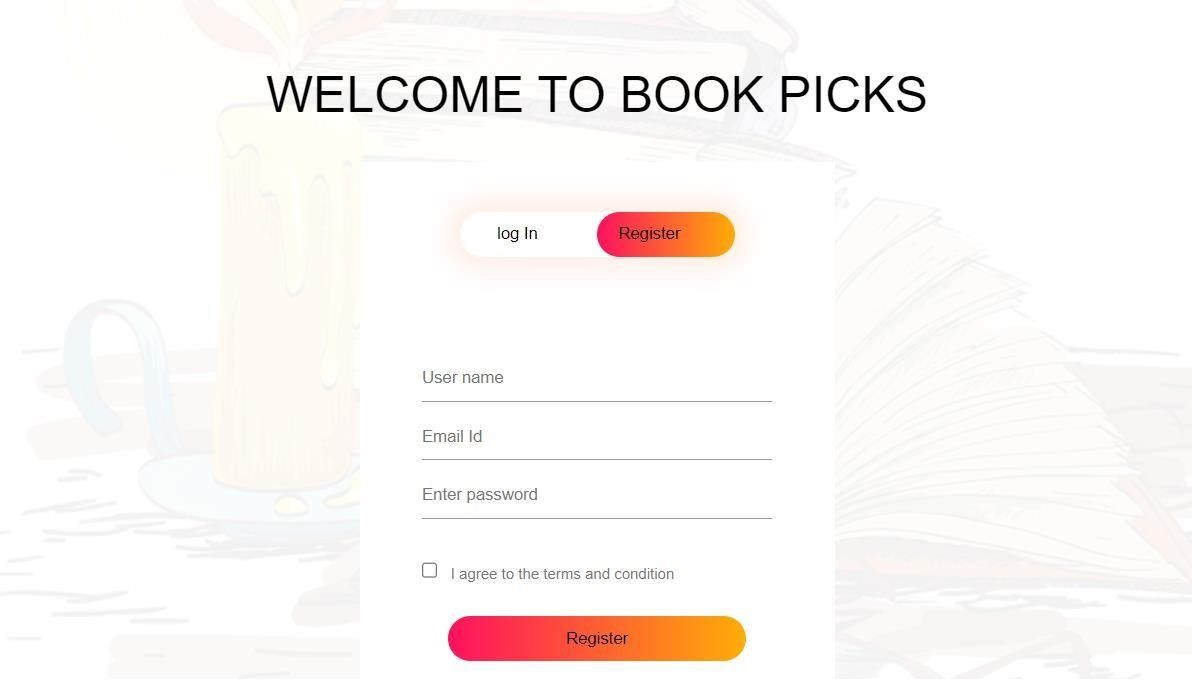 WELCOME TO BOOK PICKS
log In Register
User name
Email Id
Enter password
I agree to the terms and condition
Register